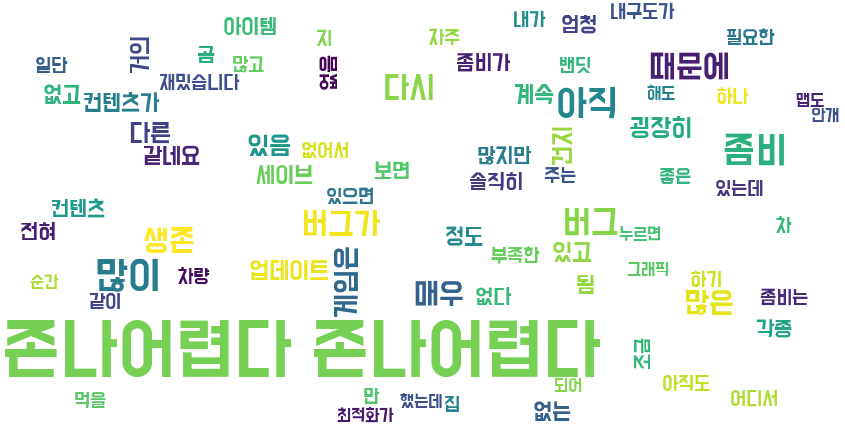 아이템 지 자주 내가 엄청 내구도가
일단 거의 곰 많고 없음 좀비가 밴딧 때문에 필요한
없고 컨텐츠가 재밌습니다 다시 계속 아직 해도 하나 맵도
안개
다른 있음 없어서 많지만 건지 굉장히 좀비
같네요 세이브 보면 솔직히 주는 좋은 있는데
컨텐츠 있으면
전혀 생존 버그가 정도 버그 누르면 차
많이 차량 업데이트 게임은 부족한 있고 그래픽
순간 같이 매우 없다 됨 하기 많은 좀비는
존나어렵다 존나어렵다 조금 각종
먹을 만 되어 아직도 어디서
최적화가 했는데 집 없는